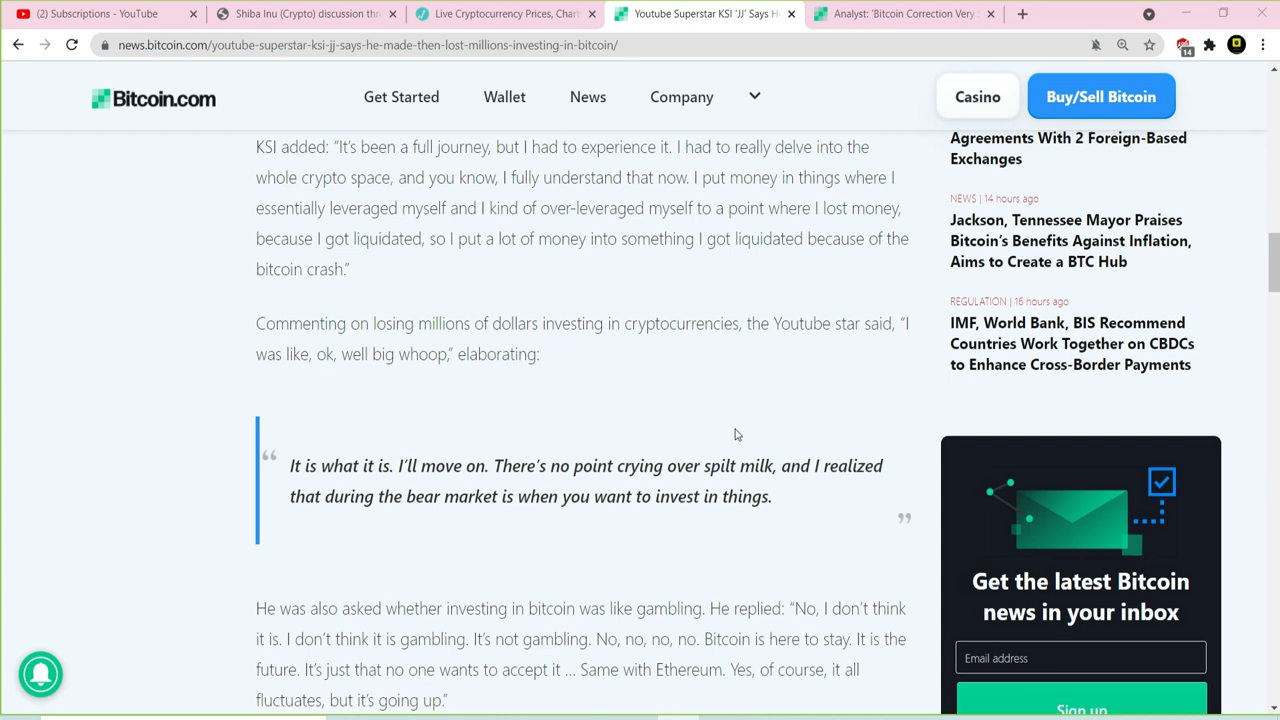 (2) Subscriptions - YouTube
Shiba Inu (Crypto) discussion thr
Live Cryptocurrency Prices, Chart
Youtube Superstar KSI 'JJ' Says H
Analyst: 'Bitcoin Correction Very S
news.bitcoin.com/youtube-superstar-ksi-jj-says-he-made-then-lost-millions-investing-in-bitcoin/
14
Bitcoin.com
Get Started
Wallet
News
Company
Casino
Buy/Sell Bitcoin
KSI added: “It’s been a full journey, but I had to experience it. I had to really delve into the
whole crypto space, and you know, I fully understand that now. I put money in things where I
essentially leveraged myself and I kind of over-leveraged myself to a point where I lost money,
because I got liquidated, so I put a lot of money into something I got liquidated because of the
bitcoin crash.”
Commenting on losing millions of dollars investing in cryptocurrencies, the Youtube star said, “I
was like, ok, well big whoop,” elaborating:
“ It is what it is. I’ll move on. There’s no point crying over spilt milk, and I realized
that during the bear market is when you want to invest in things.
”
He was also asked whether investing in bitcoin was like gambling. He replied: “No, I don’t think
it is. I don’t think it is gambling. It’s not gambling. No, no, no, no. Bitcoin is here to stay. It is the
future. It’s just that no one wants to accept it … Same with Ethereum. Yes, of course, it all
fluctuates, but it’s going up.”
Agreements With 2 Foreign-Based
Exchanges
NEWS | 14 hours ago
Jackson, Tennessee Mayor Praises
Bitcoin’s Benefits Against Inflation,
Aims to Create a BTC Hub
REGULATION | 16 hours ago
IMF, World Bank, BIS Recommend
Countries Work Together on CBDCs
to Enhance Cross-Border Payments
Get the latest Bitcoin
news in your inbox
Email address
Sign up